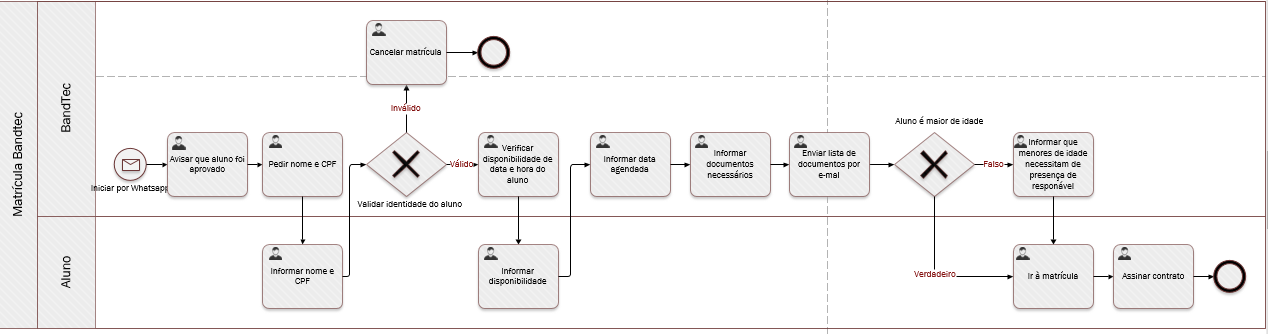 Matrícula Bandtec
BandTec
Aluno
Iniciar por Whatsapp
Avisar que aluno foi
aprovado
Pedir nome e CPF
Informar nome e
CPF
Validar identidade do aluno
Inválido
Cancelar matrícula
Válido
Verificar
disponibilidade de
data e hora do
aluno
Informar
disponibilidade
Informar data
agendada
Informar
documentos
necessários
Enviar lista de
documentos por
e-mal
Aluno é maior de idade
Falso
Informar que
menores de idade
necessitam de
presença de
responável
Verdadeiro
Ir à matrícula
Assinar contrato